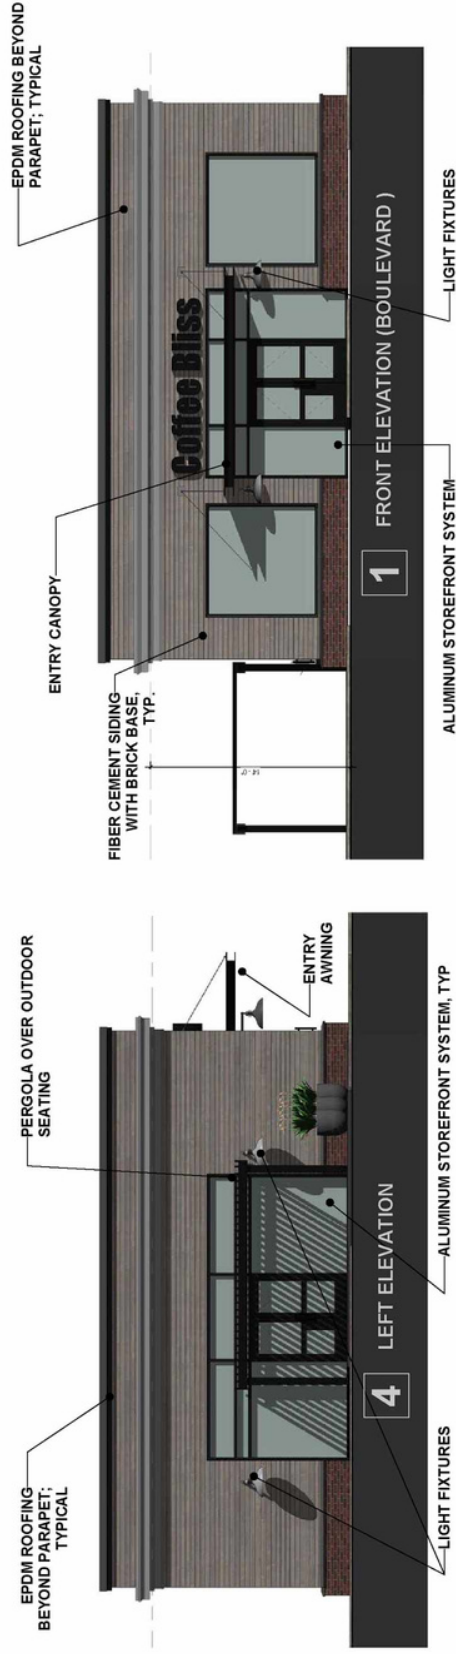 EPDM ROOFING
BEYOND PARAPET;
TYPICAL
PERGOLA OVER OUTDOOR
SEATING
ENTRY
AWNING
LIGHT FIXTURES
ALUMINUM STOREFRONT SYSTEM, TYP
4
LEFT ELEVATION
FIBER CEMENT SIDING
WITH BRICK BASE,
TYP.
ENTRY CANOPY
EPDM ROOFING BEYOND
PARAPET; TYPICAL
Coffee Bliss
14'-0"
ALUMINUM STOREFRONT SYSTEM
LIGHT FIXTURES
1
FRONT ELEVATION (BOULEVARD )